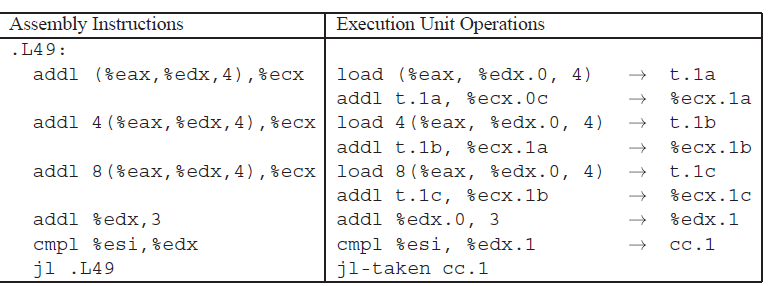 Assembly Instructions Execution Unit Operations
.L49:
addl (%eax,%edx,4),%ecx load (%eax, %edx.0, 4) → t.1a
addl t.1a, %ecx.0c → %ecx.1a
addl 4(%eax,%edx,4),%ecx load 4(%eax, %edx.0, 4) → t.1b
addl t.1b, %ecx.1a → %ecx.1b
addl 8(%eax,%edx,4),%ecx load 8(%eax, %edx.0, 4) → t.1c
addl t.1c, %ecx.1b → %ecx.1c
addl %edx,3 addl %edx.0, 3 → %edx.1
cmpl %esi,%edx cmpl %esi, %edx.1 → cc.1
jl .L49 jl-taken cc.1